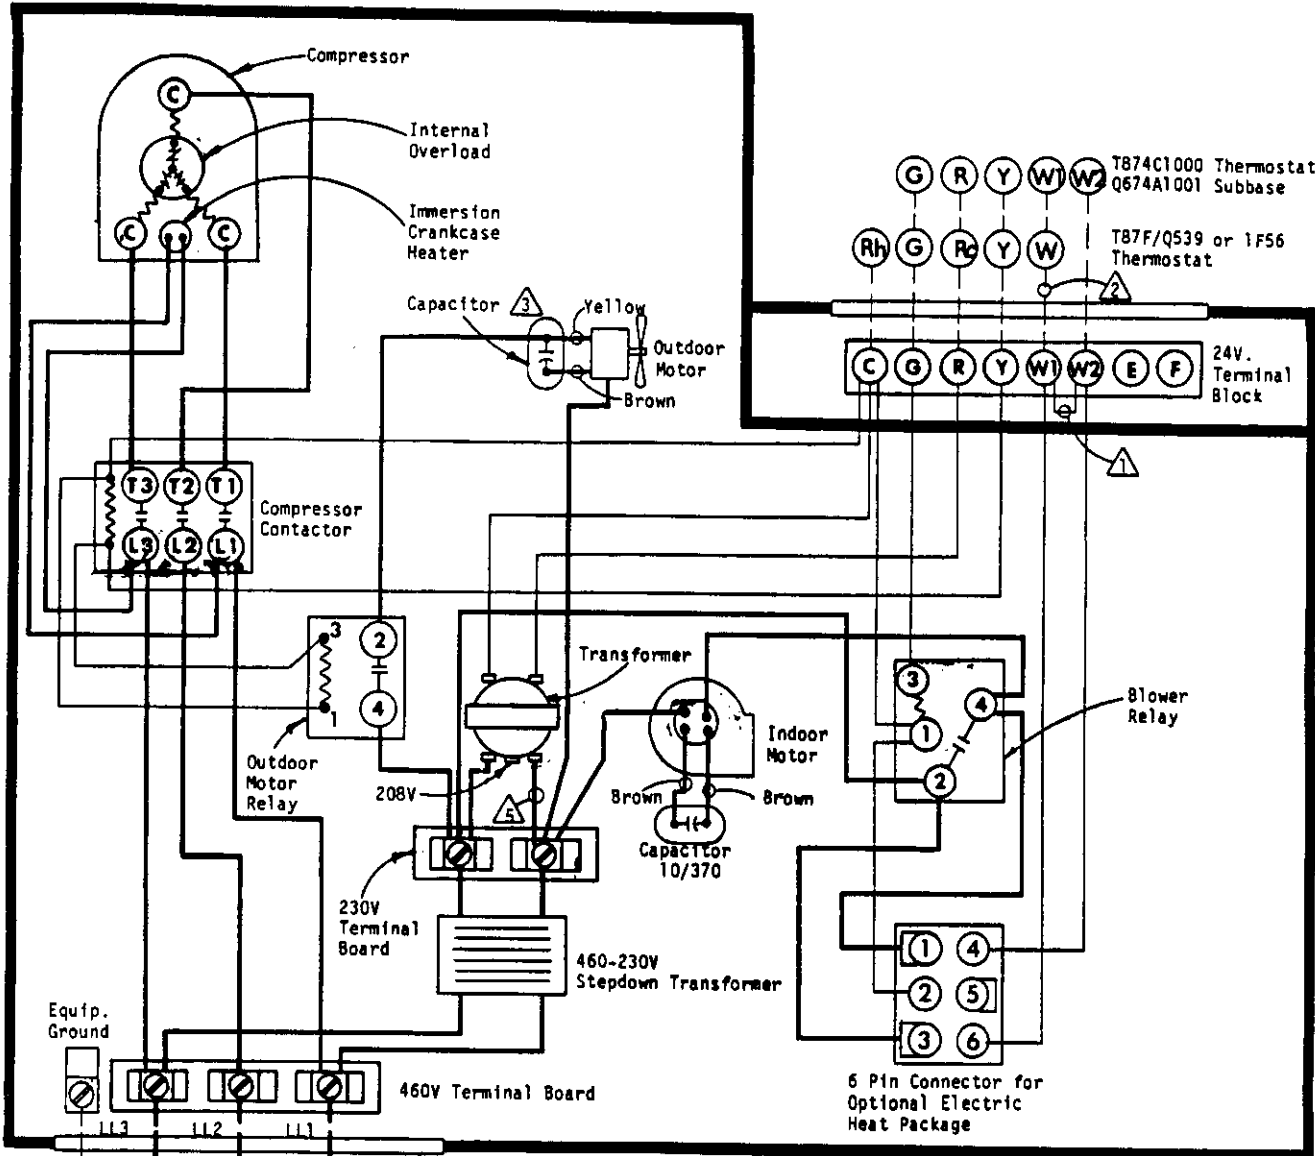 Compressor
C
Internal
Overload
Immersion
Crankcase
Heater
C
C
G R Y W1 W2
T874C1000 Thermostat
Q674A1001 Subbase
Rh G Rc Y W
T87F/Q539 or 1F56
Thermostat
2
Capacitor
3
Yellow
Outdoor
Motor
Brown
C G R Y W1 W2 E F
24V.
Terminal
Block
1
T3 T2 T1
L3 L2 L1
Compressor
Contactor
3
2
4
1
Outdoor
Motor
Relay
Transformer
208V
5
Indoor
Motor
Brown
Brown
Capacitor
10/370
3
4
1
2
Blower
Relay
230V
Terminal
Board
460-230V
Stepdown Transformer
1 4
2 5
3 6
6 Pin Connector for
Optional Electric
Heat Package
Equip.
Ground
460V Terminal Board
LL3 LL2 LL1